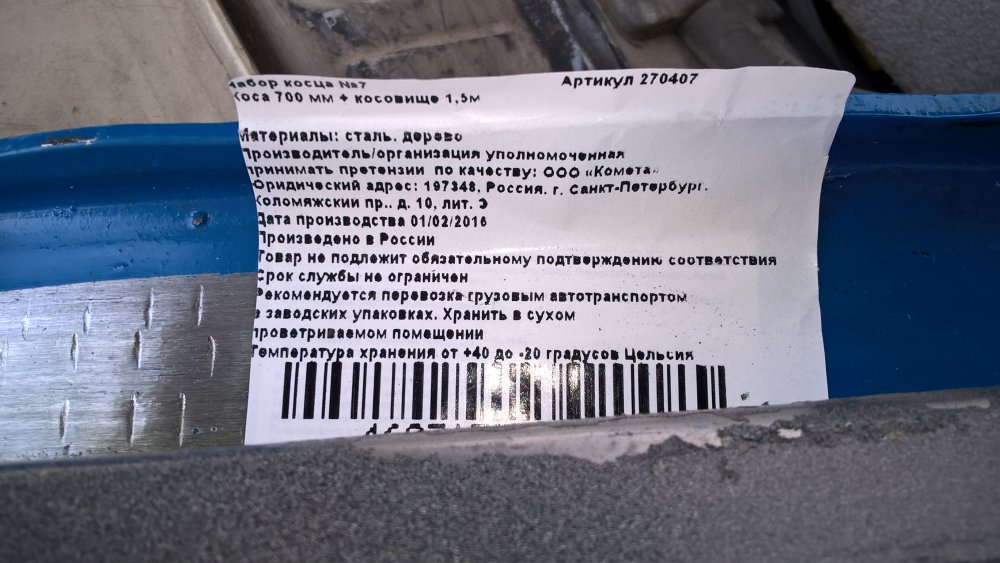 Набор косца №7 Артикул 270407
Коса 700 мм + косовище 1,5м
Материалы: сталь, дерево
Производитель/организация уполномоченная
принимать претензии по качеству: ООО «Комета»
Юридический адрес: 197348, Россия, г. Санкт-Петербург,
Коломяжский пр., д. 10, лит. Э
Дата производства 01/02/2016
Произведено в России
Товар не подлежит обязательному подтверждению соответствия
Срок службы не ограничен
Рекомендуется перевозка грузовым автотранспортом
в заводских упаковках. Хранить в сухом
проветриваемом помещении
Температура хранения от +40 до -20 градусов Цельсия